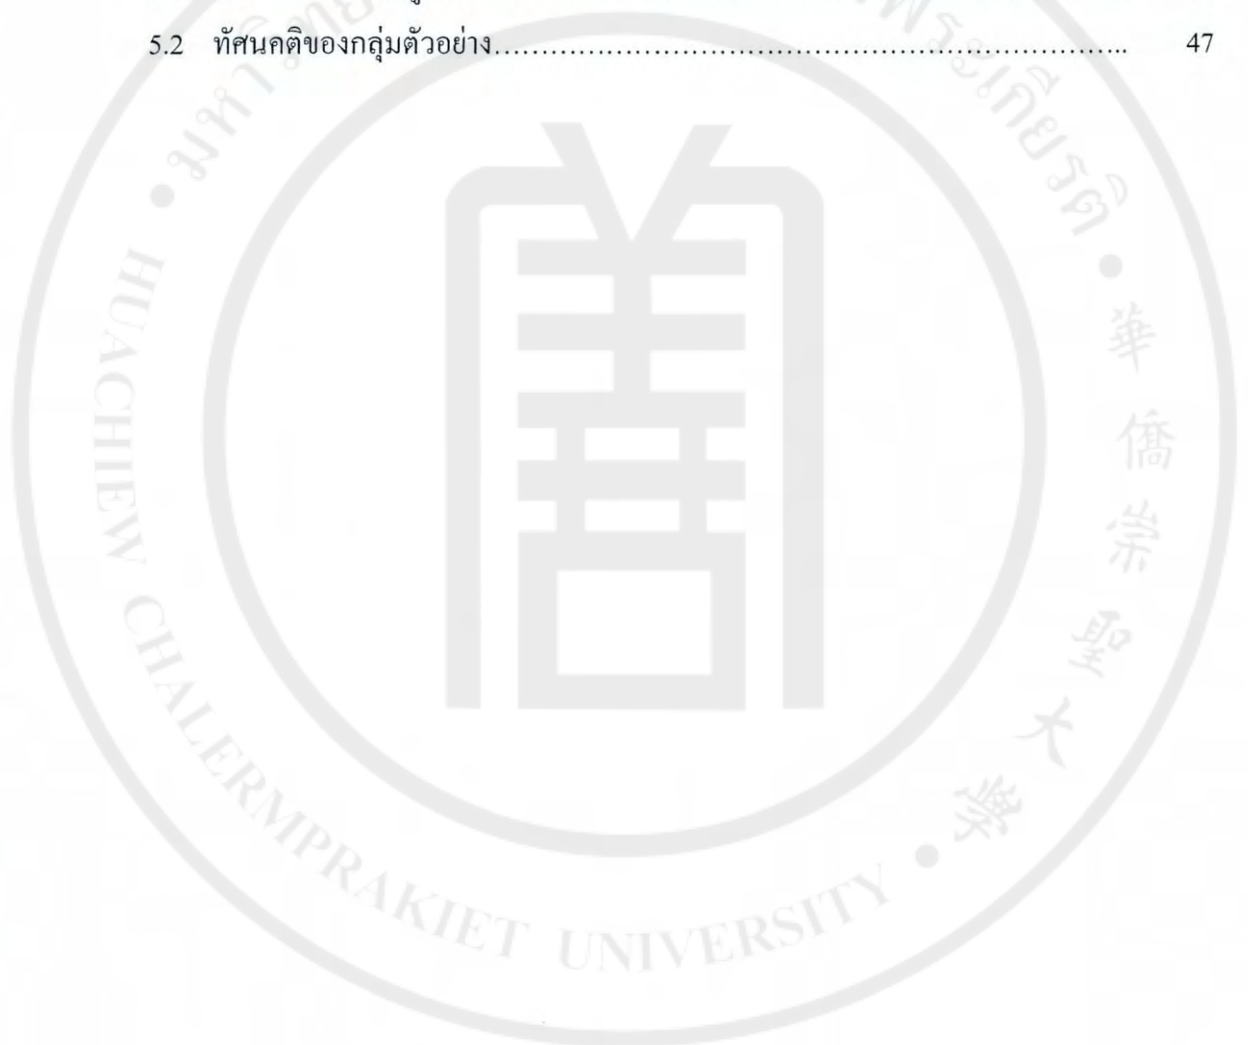 5.2 ทัศนคติของกลุ่มตัวอย่าง.......................................................................... 47
HUACHIEW CHALERMPRAKIET UNIVERSITY
華僑崇聖大學